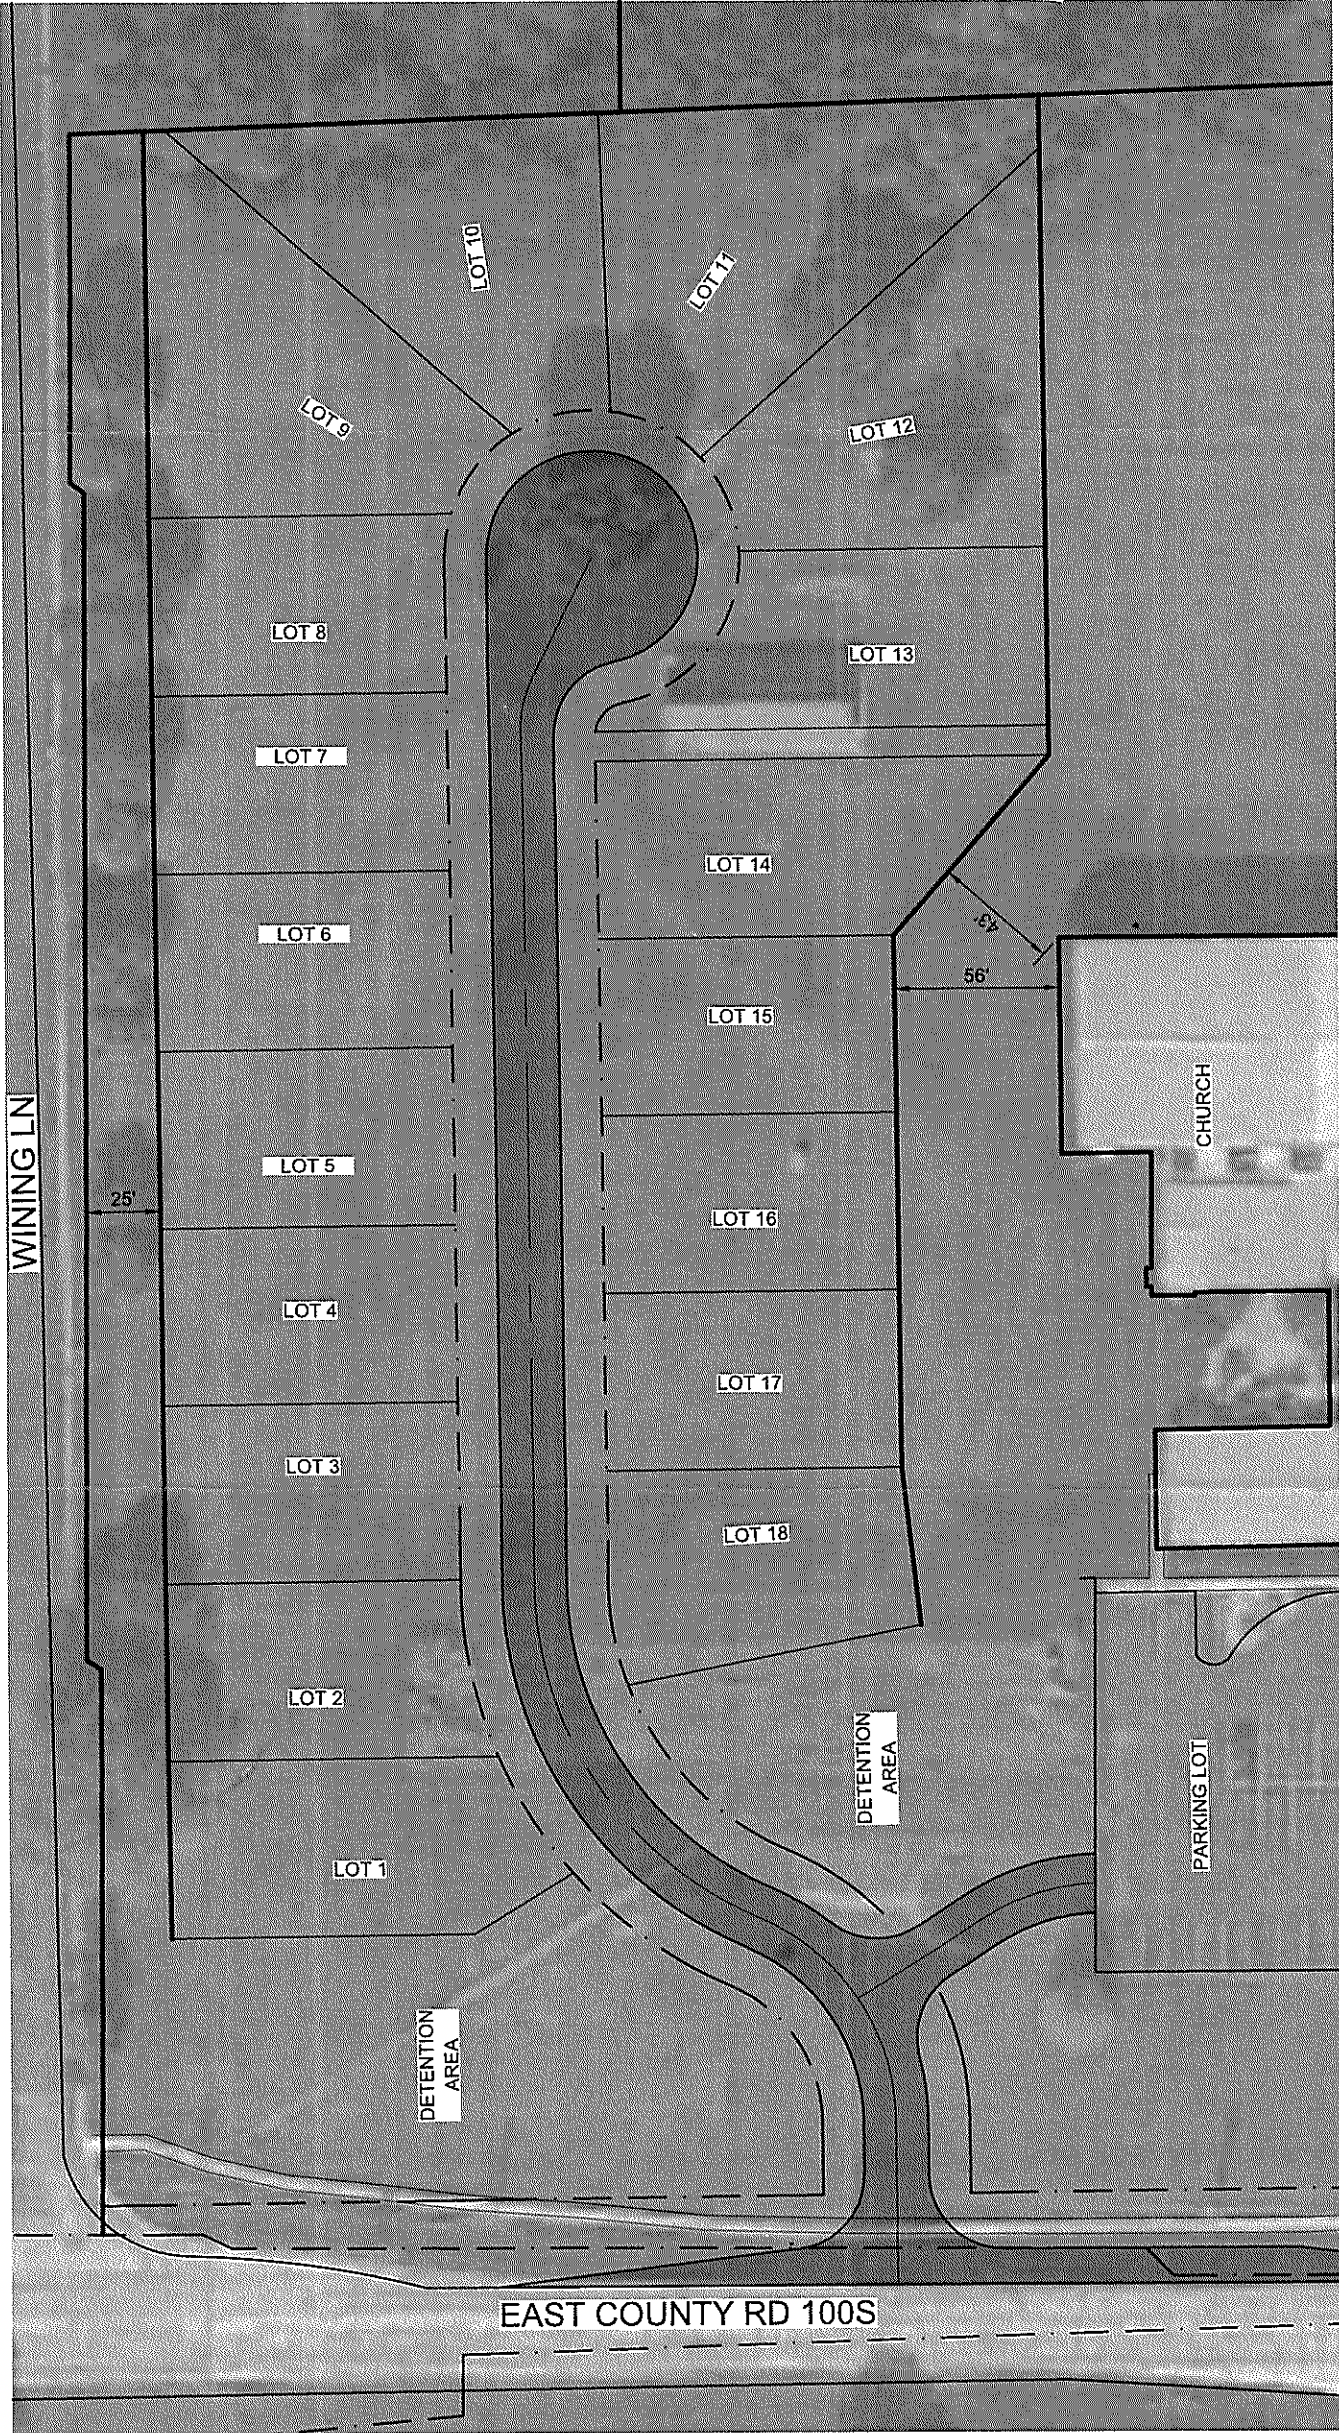 LOT 10
LOT 11
LOT 9
LOT 12
LOT 8
LOT 13
LOT 7
LOT 14
LOT 6
43'
56'
LOT 15
CHURCH
WINING LN
LOT 5
25'
LOT 16
LOT 4
LOT 17
LOT 3
LOT 18
LOT 2
DETENTION
AREA
PARKING LOT
LOT 1
DETENTION
AREA
EAST COUNTY RD 100S